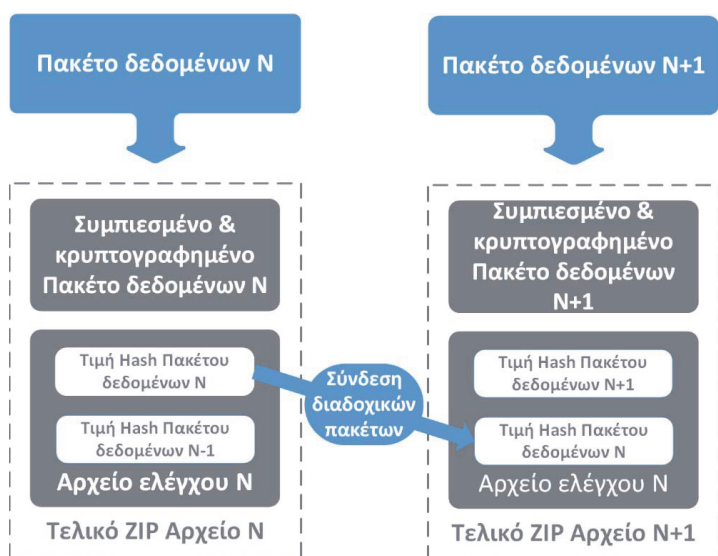 Πακέτο δεδομένων N
Συμπιεσμένο &
κρυπτογραφημένο
Πακέτο δεδομένων N
Τιμή Hash Πακέτου
δεδομένων N
Τιμή Hash Πακέτου
δεδομένων N-1
Αρχείο ελέγχου N
Τελικό ZIP Αρχείο N
Σύνδεση
διαδοχικών
πακέτων
Πακέτο δεδομένων N+1
Συμπιεσμένο &
κρυπτογραφημένο
Πακέτο δεδομένων
N+1
Τιμή Hash Πακέτου
δεδομένων N+1
Τιμή Hash Πακέτου
δεδομένων N
Αρχείο ελέγχου N
Τελικό ZIP Αρχείο N+1